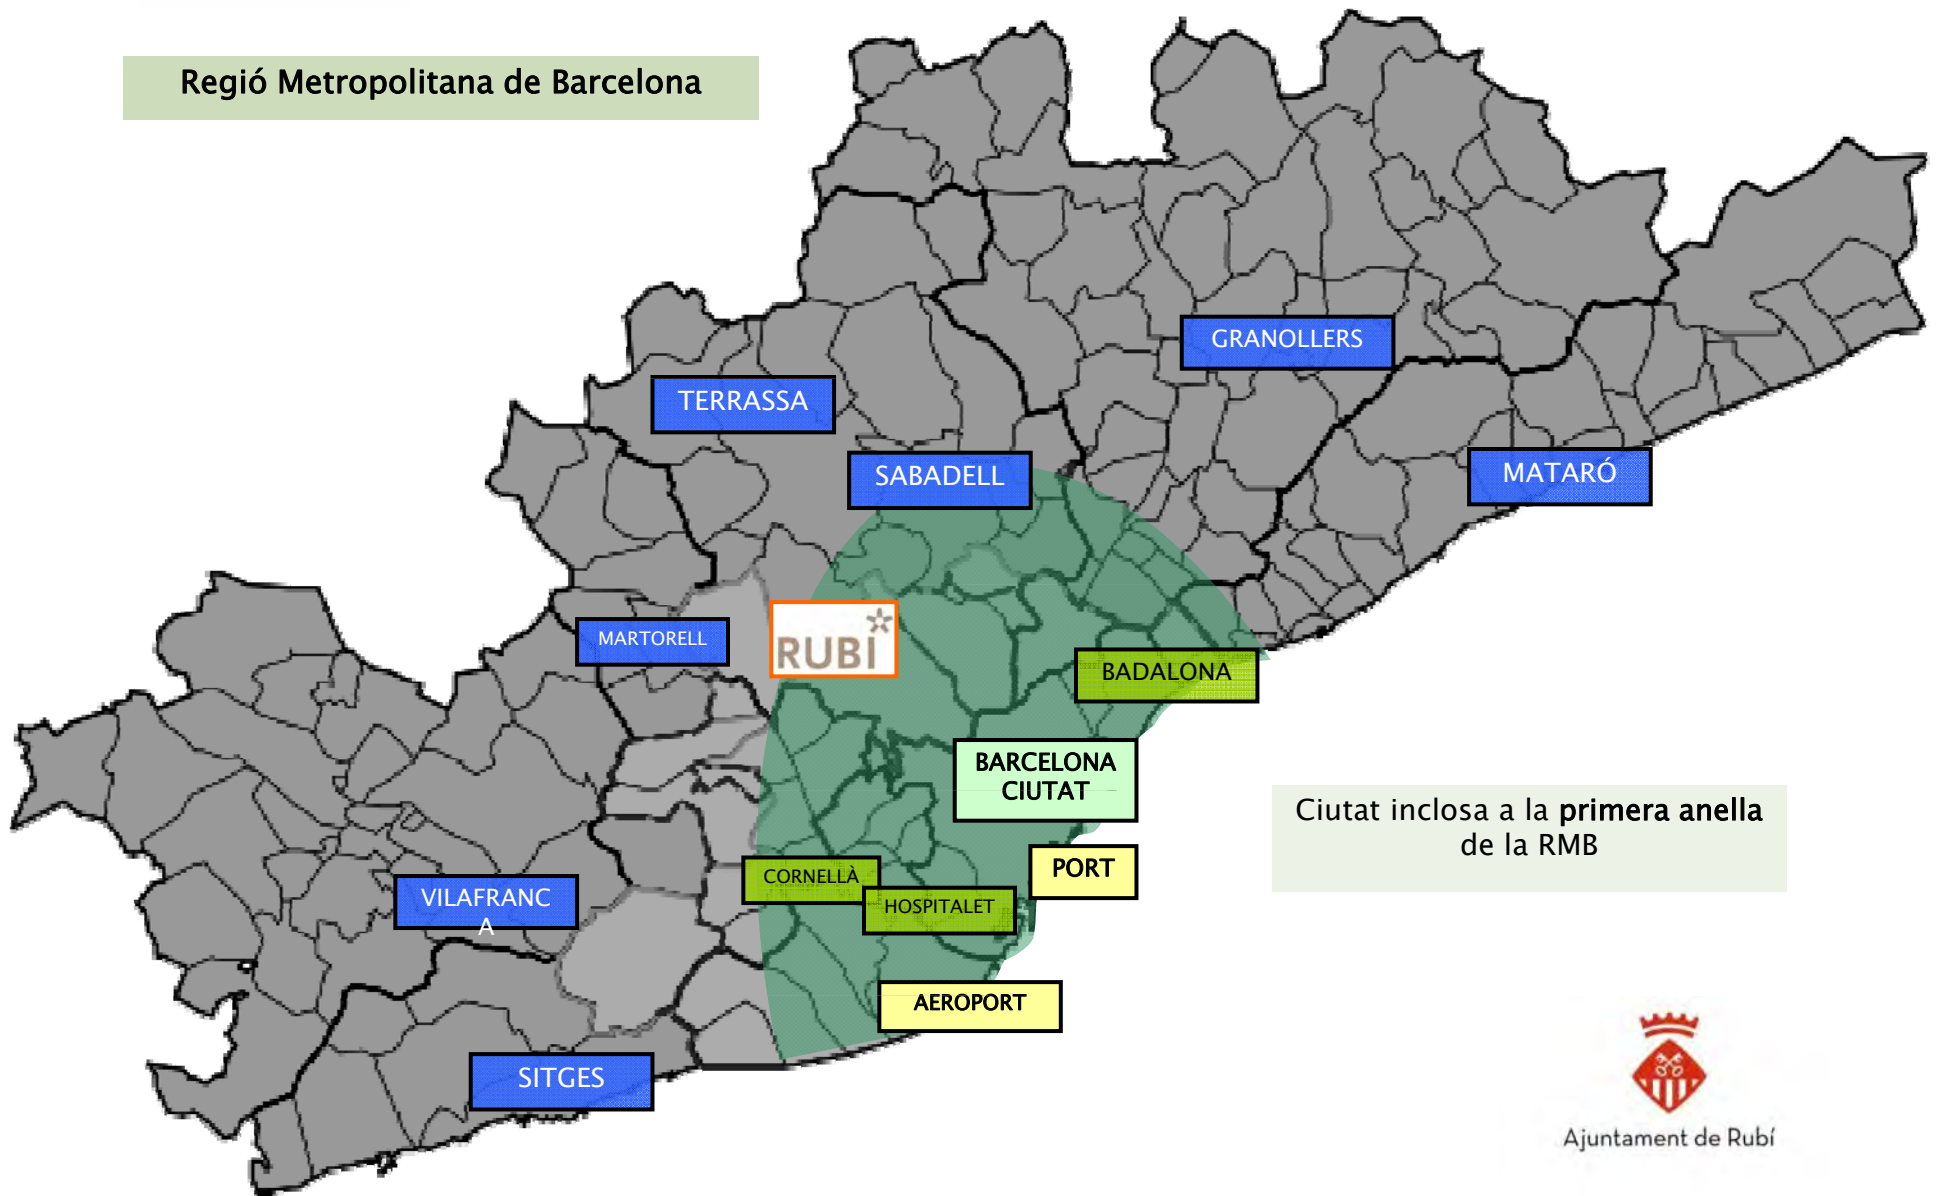 Regió Metropolitana de Barcelona
GRANOLLERS
TERRASSA
SABADELL
MATARÓ
MARTORELL
RUBÍ
BADALONA
BARCELONA
CIUTAT
Ciutat inclosa a la primera anella
de la RMB
PORT
CORNELLÀ
HOSPITALET
VILAFRANC
A
AEROPORT
SITGES
Ajuntament de Rubí